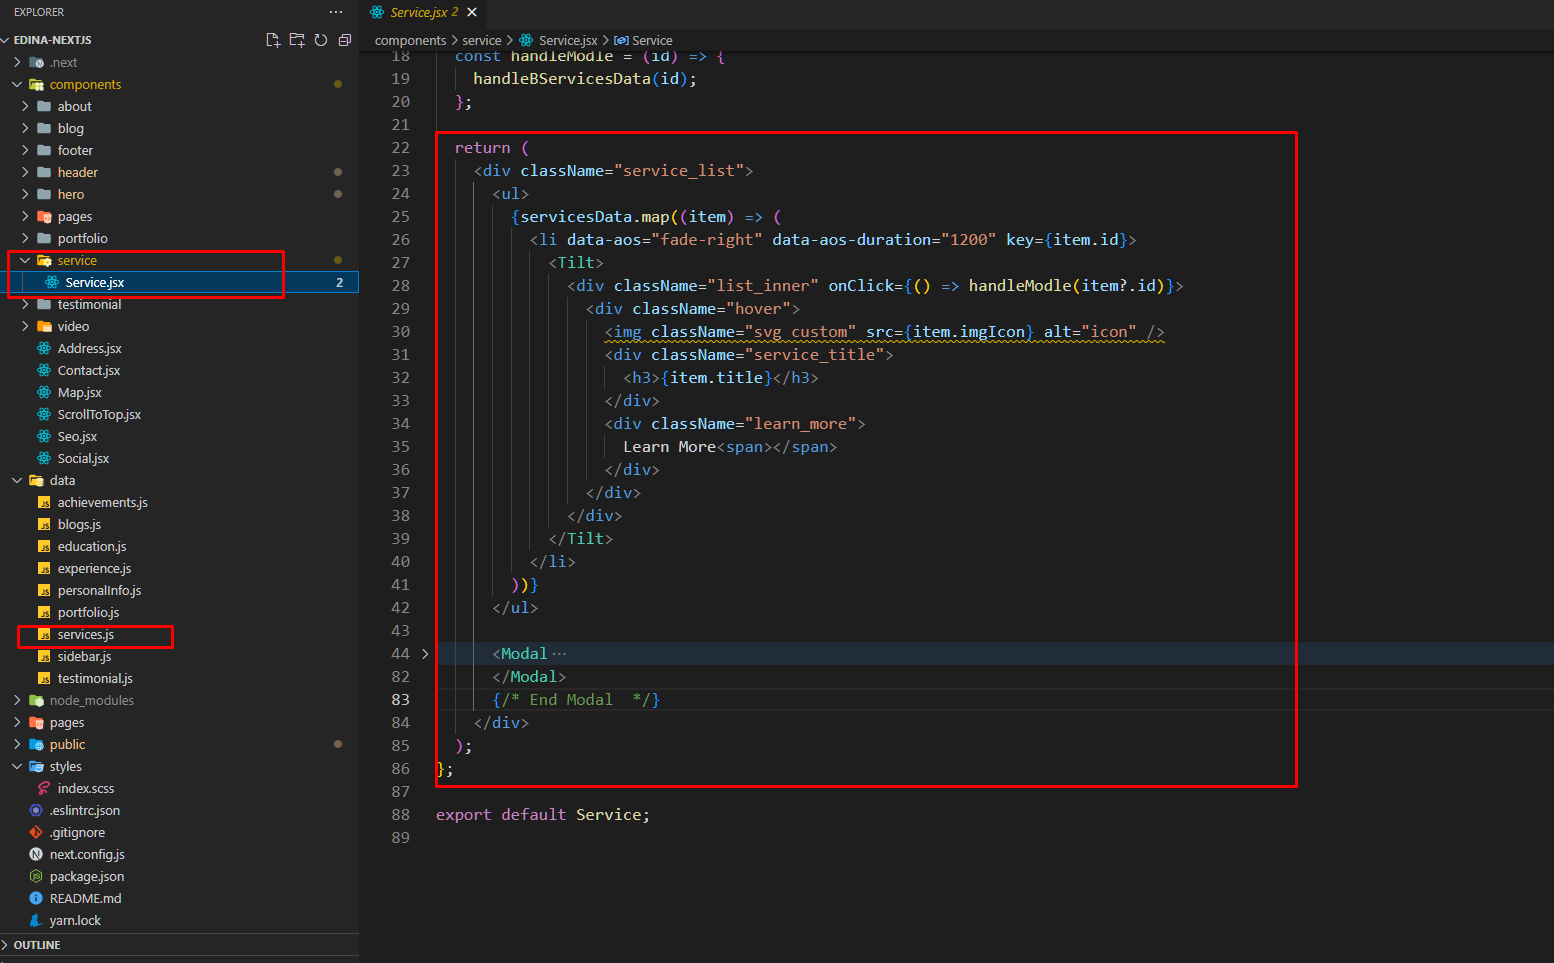 EXPLORER
EDINA-NEXTJS
.next
components
about
blog
footer
header
hero
pages
portfolio
service
Service.jsx 2
testimonial
video
Address.jsx
Contact.jsx
Map.jsx
ScrollToTop.jsx
Seo.jsx
Social.jsx
data
achievements.js
blogs.js
education.js
experience.js
personalInfo.js
portfolio.js
services.js
sidebar.js
testimonial.js
node_modules
pages
public
styles
index.scss
.eslintrc.json
.gitignore
next.config.js
package.json
README.md
yarn.lock
OUTLINE
Service.jsx 2
components > service > Service.jsx > Service
18 const handleModle = (id) => {
19 handleBServicesData(id);
20 };
21
22 return (
23 <div className="service_list">
24 <ul>
25 {servicesData.map((item) => (
26 <li data-aos="fade-right" data-aos-duration="1200" key={item.id}>
27 <Tilt>
28 <div className="list_inner" onClick={() => handleModle(item?.id)}>
29 <div className="hover">
30 <img className="svg custom" src={item.imgIcon} alt="icon" />
31 <div className="service_title">
32 <h3>{item.title}</h3>
33 </div>
34 <div className="learn_more">
35 Learn More<span></span>
36 </div>
37 </div>
38 </div>
39 </Tilt>
40 </li>
41 ))}
42 </ul>
43
44 <Modal ···
82 </Modal>
83 {/* End Modal  */}
84 </div>
85 );
86 };
87
88 export default Service;
89